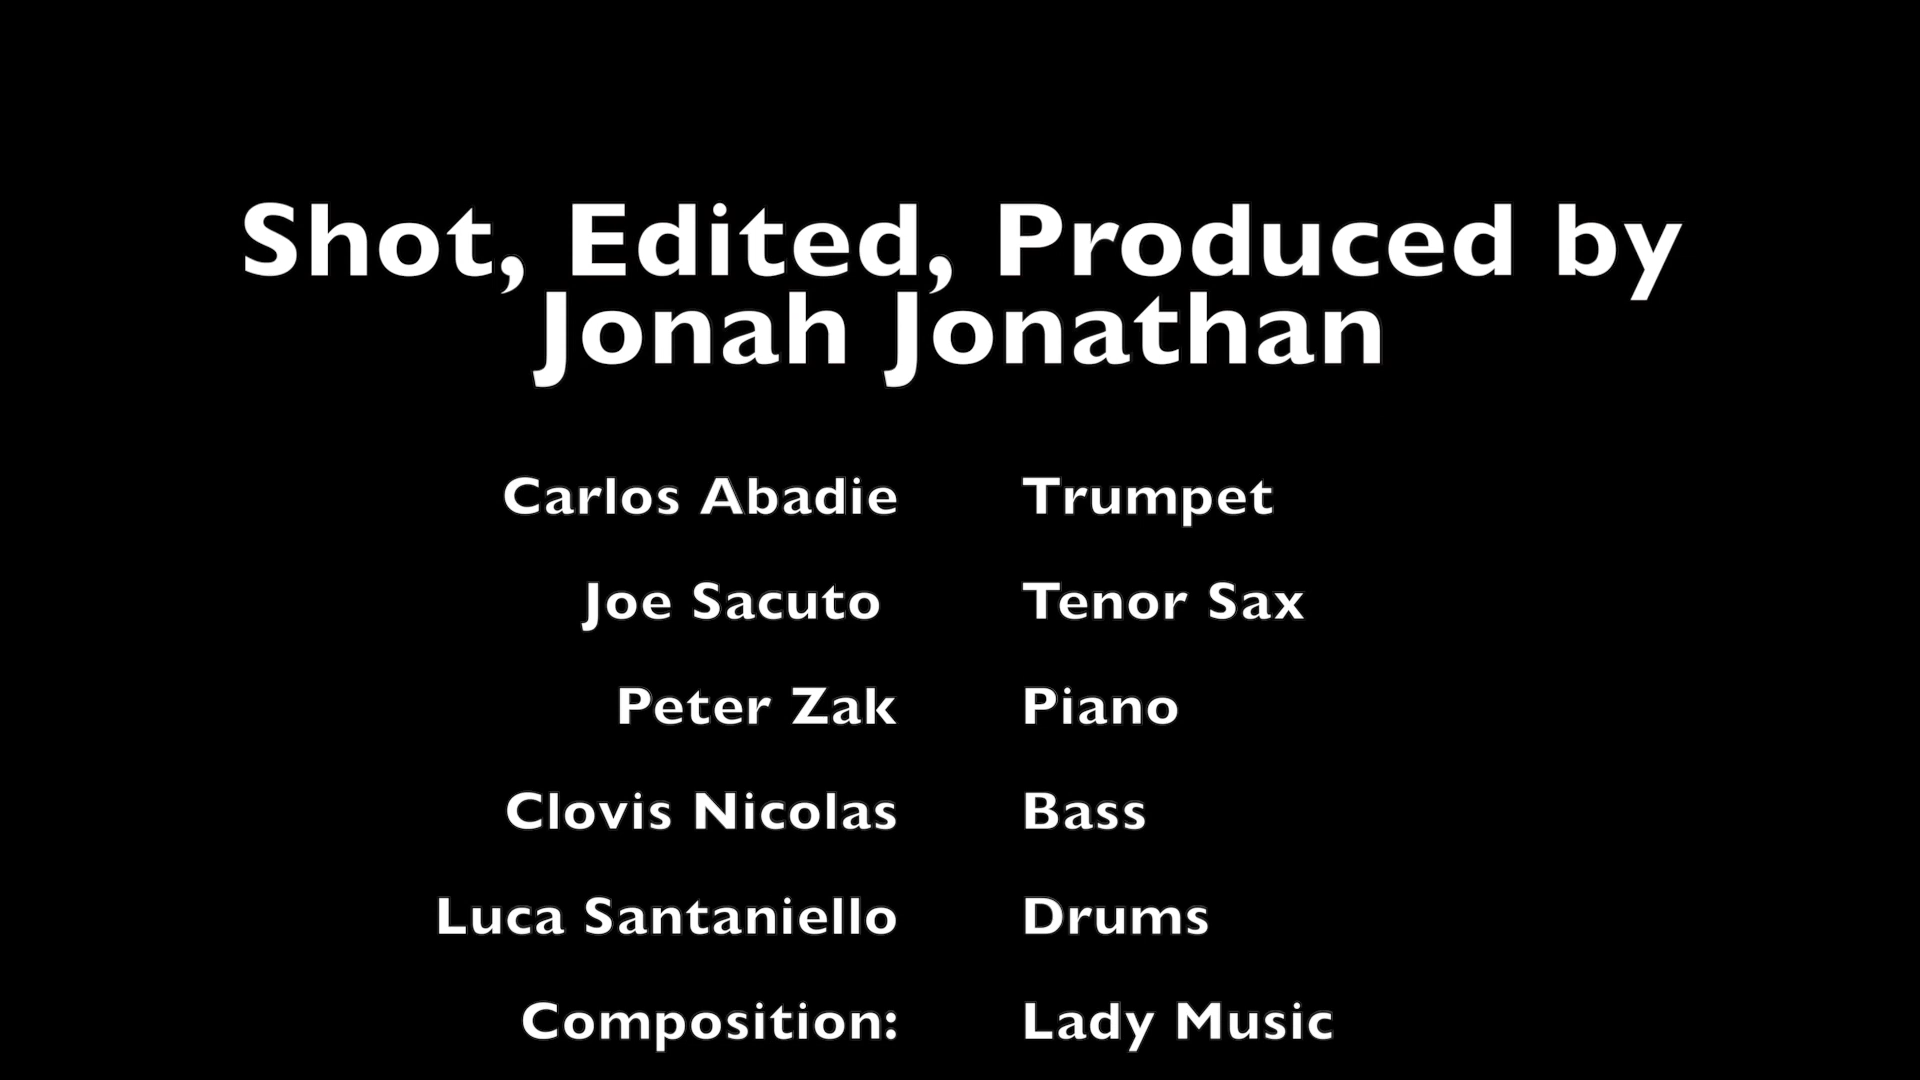 Shot, Edited, Produced by
Jonah Jonathan
Carlos Abadie Trumpet
Joe Sacuto Tenor Sax
Peter Zak Piano
Clovis Nicolas Bass
Luca Santaniello Drums
Composition: Lady Music